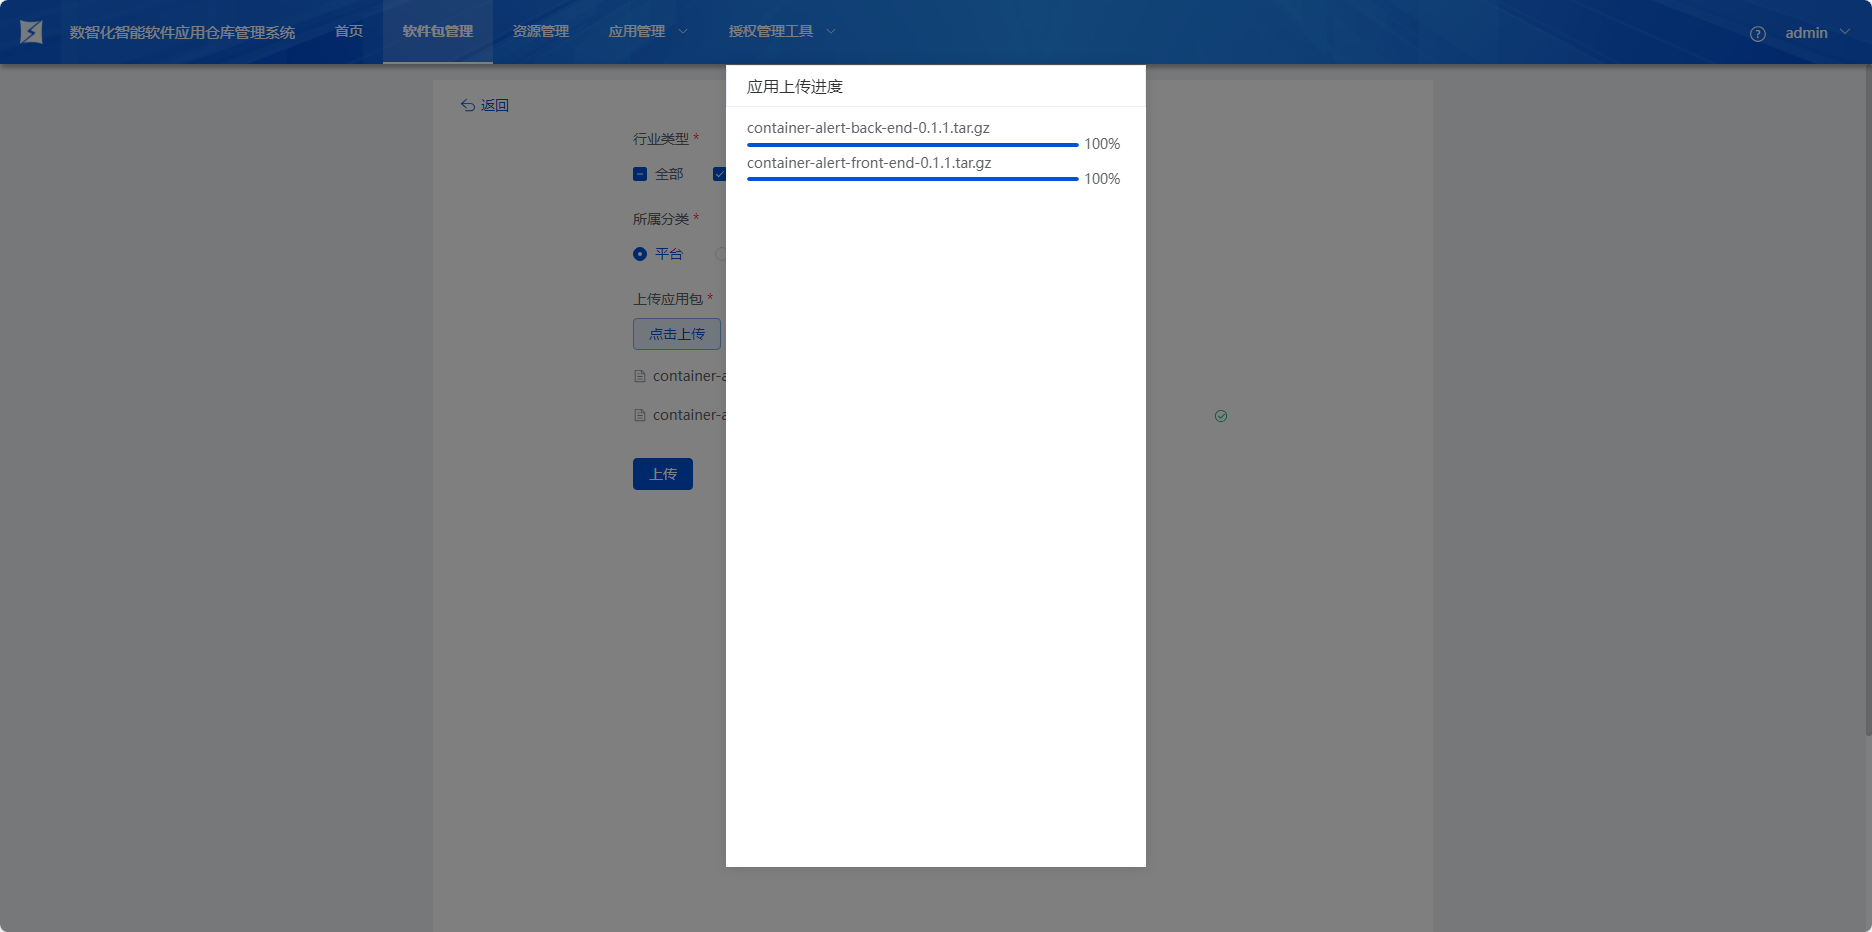 数智化智能软件应用仓库管理系统
首页
软件包管理
资源管理
应用管理
授权管理工具
admin
返回
行业类型 *
全部
所属分类 *
平台
上传应用包 *
点击上传
container-a
container-a
上传
应用上传进度
container-alert-back-end-0.1.1.tar.gz
100%
container-alert-front-end-0.1.1.tar.gz
100%